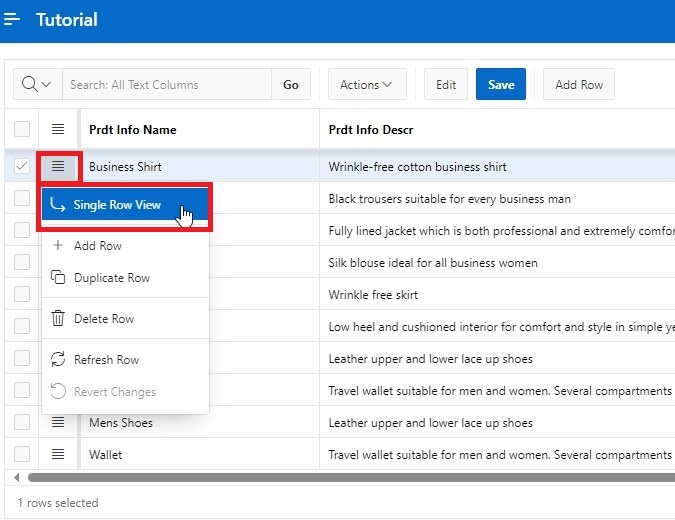 Tutorial
Search: All Text Columns Go Actions Edit Save Add Row
Prdt Info Name Prdt Info Descr
Business Shirt Wrinkle-free cotton business shirt
Single Row View Black trousers suitable for every business man
Fully lined jacket which is both professional and extremely comfor
Add Row
Silk blouse ideal for all business women
Duplicate Row
Wrinkle free skirt
Delete Row Low heel and cushioned interior for comfort and style in simple ye
Refresh Row Leather upper and lower lace up shoes
Revert Changes Travel wallet suitable for men and women. Several compartments
Mens Shoes Leather upper and lower lace up shoes
Wallet Travel wallet suitable for men and women. Several compartments
1 rows selected